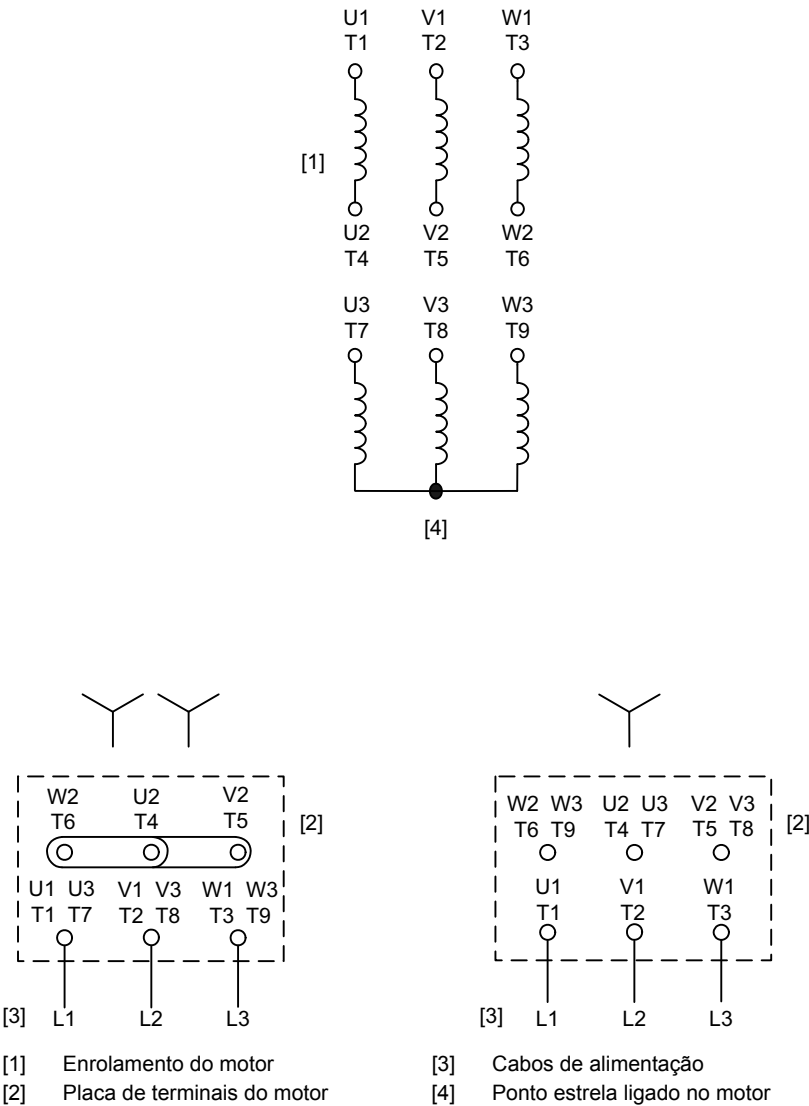 U1 V1 W1
T1 T2 T3
[1]
U2 V2 W2
T4 T5 T6
U3 V3 W3
T7 T8 T9
[4]
W2 U2 V2
T6 T4 T5
[2]
U1 U3 V1 V3 W1 W3
T1 T7 T2 T8 T3 T9
[3] L1 L2 L3
W2 W3 U2 U3 V2 V3
T6 T9 T4 T7 T5 T8
[2]
U1 V1 W1
T1 T2 T3
[3] L1 L2 L3
[1] Enrolamento do motor
[2] Placa de terminais do motor
[3] Cabos de alimentação
[4] Ponto estrela ligado no motor